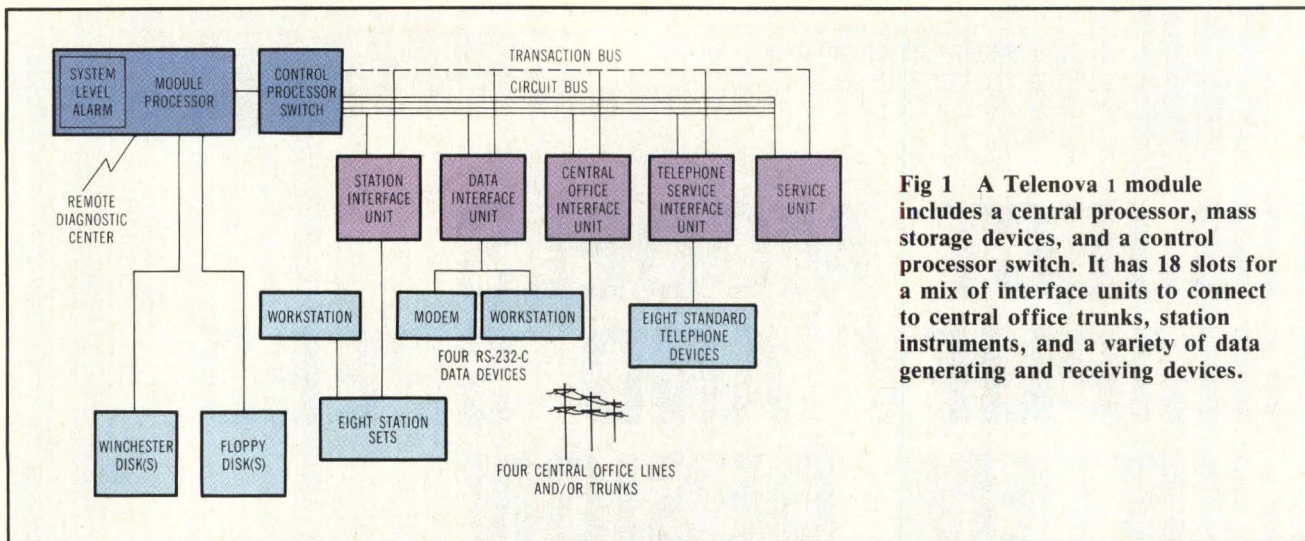 TRANSACTION BUS
CIRCUIT BUS
SYSTEM
LEVEL
ALARM
MODULE
PROCESSOR
CONTROL
PROCESSOR
SWITCH
REMOTE
DIAGNOSTIC
CENTER
STATION
INTERFACE
UNIT
DATA
INTERFACE
UNIT
CENTRAL
OFFICE
INTERFACE
UNIT
TELEPHONE
SERVICE
INTERFACE
UNIT
SERVICE
UNIT
WORKSTATION
MODEM
WORKSTATION
FOUR RS-232-C
DATA DEVICES
EIGHT STANDARD
TELEPHONE
DEVICES
WINCHESTER
DISK(S)
FLOPPY
DISK(S)
EIGHT STATION
SETS
FOUR CENTRAL OFFICE LINES
AND/OR TRUNKS
Fig 1 A Telenova 1 module
includes a central processor, mass
storage devices, and a control
processor switch. It has 18 slots for
a mix of interface units to connect
to central office trunks, station
instruments, and a variety of data
generating and receiving devices.